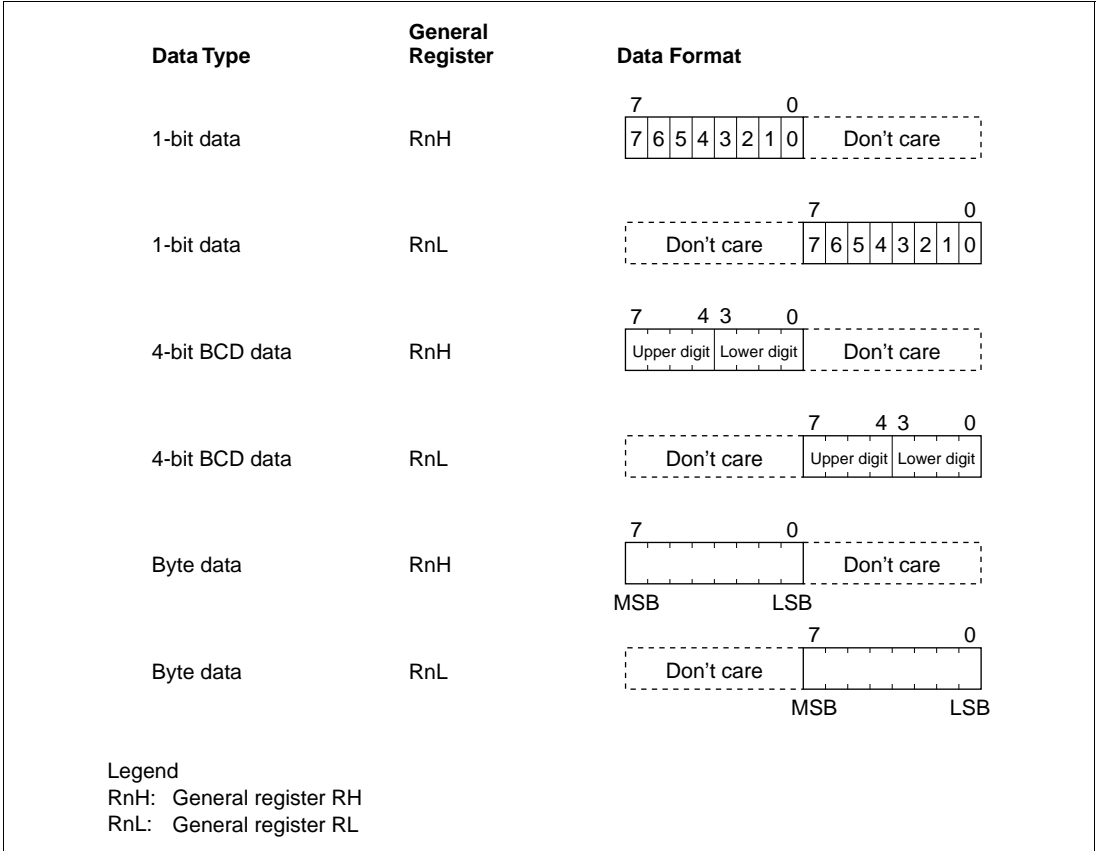 General
Data Type Register Data Format
7 0
1-bit data RnH 7 6 5 4 3 2 1 0 Don't care
7 0
1-bit data RnL Don't care 7 6 5 4 3 2 1 0
7 4 3 0
4-bit BCD data RnH Upper digit Lower digit Don't care
7 4 3 0
4-bit BCD data RnL Don't care Upper digit Lower digit
7 0
Byte data RnH Don't care
MSB LSB
7 0
Byte data RnL Don't care
MSB LSB
Legend
RnH: General register RH
RnL: General register RL